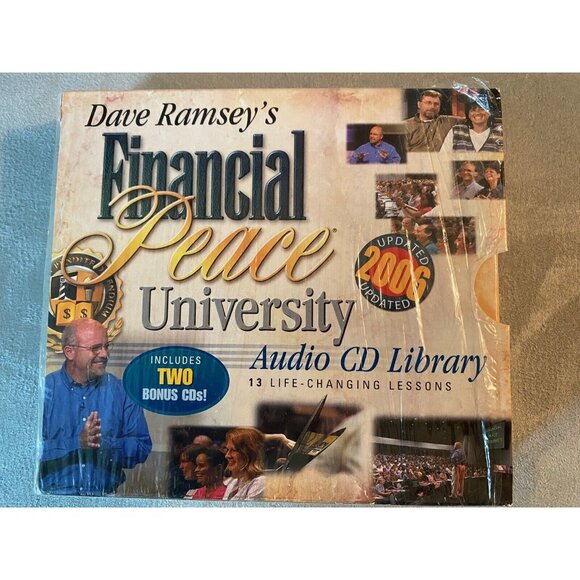 Dave Ramsey's
Financial
Peace®
University
UPDATED
2006
UPDATED
INCLUDES
TWO
BONUS CDs!
Audio CD Library
13 LIFE-CHANGING LESSONS
$ $